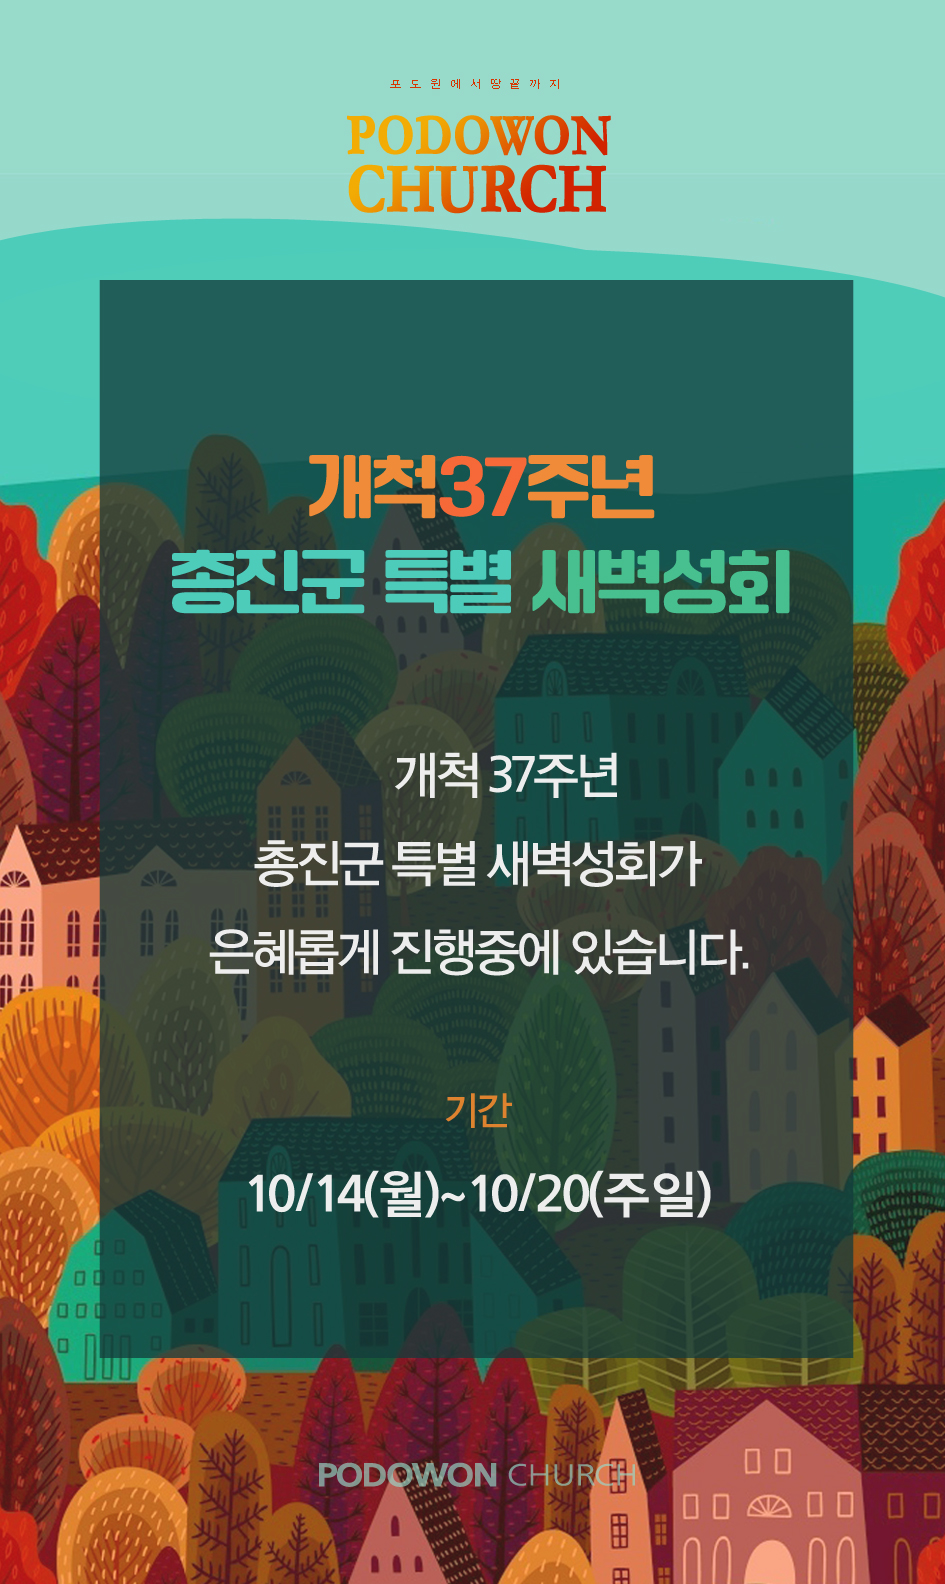 포도원에서땅끝까지
PODOWON
CHURCH
개척37주년
총진군 특별 새벽성회
개척 37주년
총진군 특별 새벽성회가
은혜롭게 진행중에 있습니다.
기간
10/14(월)~10/20(주일)
PODOWON CHURCH